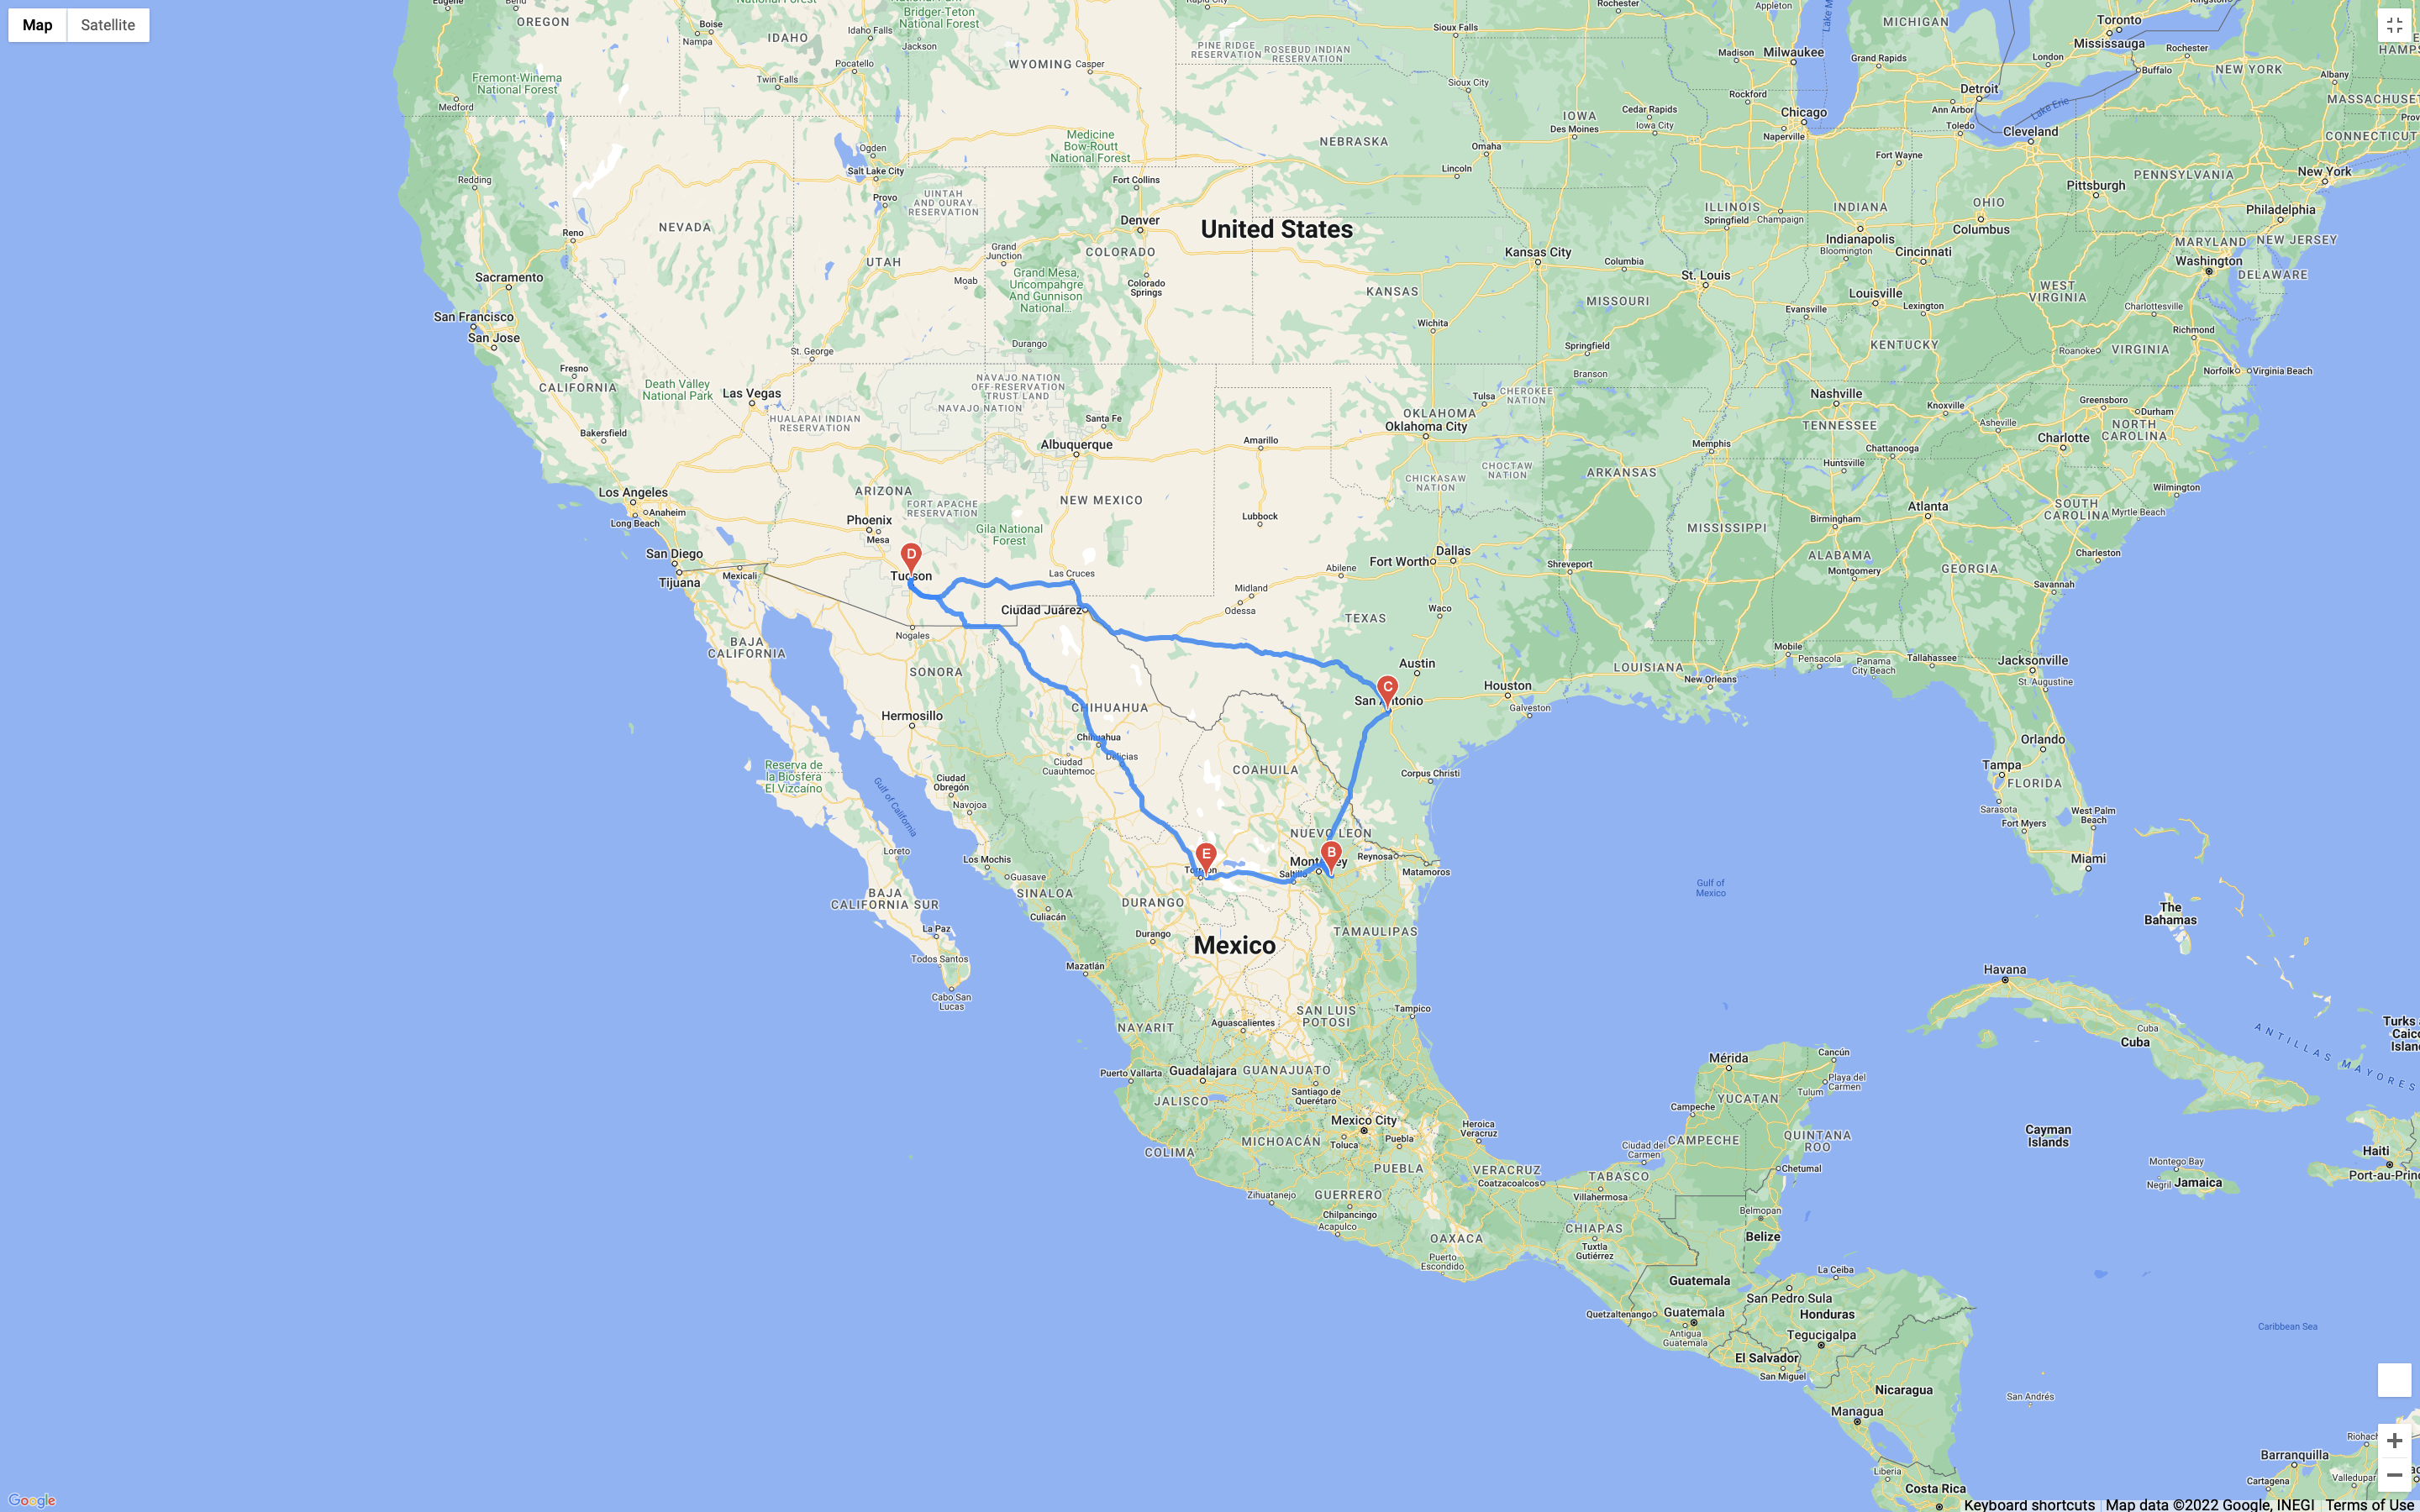 Map
Satellite
Eugene
OREGON
National Forest
Bridger-Teton
National Forest
Rapid City
Sioux Falls
Rochester
Appleton
MICHIGAN
Toronto
Kingston
Boise
Nampa
IDAHO
Idaho Falls
Jackson
WYOMING
Casper
PINE RIDGE
RESERVATION
ROSEBUD INDIAN
RESERVATION
Madison
Milwaukee
Grand Rapids
Mississauga
London
Rochester
Buffalo
NEW YORK
Albany
Fremont-Winema
National Forest
Medford
Twin Falls
Pocatello
Sioux City
Rockford
Detroit
Ann Arbor
Lake Erie
MASSACHUSET
Medicine
Bow-Routt
National Forest
NEBRASKA
IOWA
Des Moines
Cedar Rapids
Iowa City
Chicago
Naperville
Toledo
Cleveland
CONNECTICUT
Redding
Ogden
Salt Lake City
Provo
UINTAH
AND OURAY
RESERVATION
Fort Collins
Omaha
Lincoln
Fort Wayne
Pittsburgh
PENNSYLVANIA
New York
Philadelphia
Reno
NEVADA
Denver
COLORADO
United States
ILLINOIS
Springfield
Champaign
INDIANA
OHIO
Columbus
Indianapolis
Bloomington
Cincinnati
MARYLAND
NEW JERSEY
Washington
DELAWARE
Sacramento
UTAH
Grand
Junction
Moab
Grand Mesa,
Uncompahgre
And Gunnison
National...
Colorado
Springs
Kansas City
Columbia
St. Louis
San Francisco
San Jose
KANSAS
MISSOURI
Louisville
Lexington
Evansville
WEST
VIRGINIA
Charlottesville
Richmond
Wichita
St. George
Durango
Springfield
Branson
KENTUCKY
Roanoke
VIRGINIA
Norfolk
Virginia Beach
Fresno
CALIFORNIA
Death Valley
National Park
Las Vegas
NAVAJO NATION
OFF-RESERVATION
TRUST LAND
NAVAJO NATION
HUALAPAI INDIAN
RESERVATION
Santa Fe
Tulsa
CHEROKEE
NATION
Nashville
Knoxville
Greensboro
Durham
Bakersfield
Albuquerque
Amarillo
OKLAHOMA
Oklahoma City
TENNESSEE
Asheville
Charlotte
NORTH
CAROLINA
Memphis
Chattanooga
Huntsville
Los Angeles
Anaheim
Long Beach
ARIZONA
FORT APACHE
RESERVATION
NEW MEXICO
CHICKASAW
NATION
CHOCTAW
NATION
ARKANSAS
Wilmington
Phoenix
Mesa
Gila National
Forest
Lubbock
MISSISSIPPI
Birmingham
Atlanta
SOUTH
CAROLINA
Myrtle Beach
San Diego
Tijuana
Mexicali
D
Tucson
Las Cruces
Abilene
Fort Worth
Dallas
Shreveport
ALABAMA
Montgomery
GEORGIA
Charleston
Savannah
Midland
Odessa
Ciudad Juárez
Waco
TEXAS
Nogales
BAJA
CALIFORNIA
SONORA
Austin
LOUISIANA
Mobile
Pensacola
Panama
City Beach
Tallahassee
Jacksonville
St. Augustine
C
San Antonio
Houston
Galveston
New Orleans
Hermosillo
CHIHUAHUA
Chihuahua
Delicias
Ciudad
Cuauhtemoc
COAHUILA
Corpus Christi
Orlando
Tampa
FLORIDA
Sarasota
Fort Myers
West Palm
Beach
Reserva de
la Biosfera
El Vizcaíno
Gulf of California
Ciudad
Obregón
Navojoa
Loreto
Los Mochis
Guasave
NUEVO LEON
E
Torreón
B
Monterrey
Saltillo
Reynosa
Matamoros
Miami
BAJA
CALIFORNIA SUR
SINALOA
Culiacán
DURANGO
Durango
Gulf of
Mexico
The
Bahamas
La Paz
Todos Santos
Cabo San
Lucas
Mazatlán
Mexico
TAMAULIPAS
Havana
NAYARIT
Aguascalientes
SAN LUIS
POTOSI
Tampico
Cuba
Cuba
ANTILLAS MAYORES
Puerto Vallarta
Guadalajara
GUANAJUATO
Santiago de
Querétaro
JALISCO
Mérida
Cancún
Playa del
Carmen
Tulum
YUCATAN
Campeche
COLIMA
MICHOACÁN
Mexico City
Toluca
Puebla
PUEBLA
Heroica
Veracruz
VERACRUZ
Coatzacoalcos
Ciudad del
Carmen
CAMPECHE
QUINTANA
ROO
Chetumal
Cayman
Islands
Montego Bay
Negril
Jamaica
Haiti
Zihuatanejo
GUERRERO
Chilpancingo
Acapulco
TABASCO
Villahermosa
OAXACA
Puerto
Escondido
CHIAPAS
Tuxtla
Gutiérrez
Belmopan
Belize
Guatemala
Guatemala
Quetzaltenango
Antigua
Guatemala
La Ceiba
San Pedro Sula
Honduras
Tegucigalpa
El Salvador
San Miguel
Caribbean Sea
Nicaragua
Managua
San Andrés
Liberia
Costa Rica
Barranquilla
Cartagena
Valledupar
Google
Keyboard shortcuts
Map data ©2022 Google, INEGI
Terms of Use